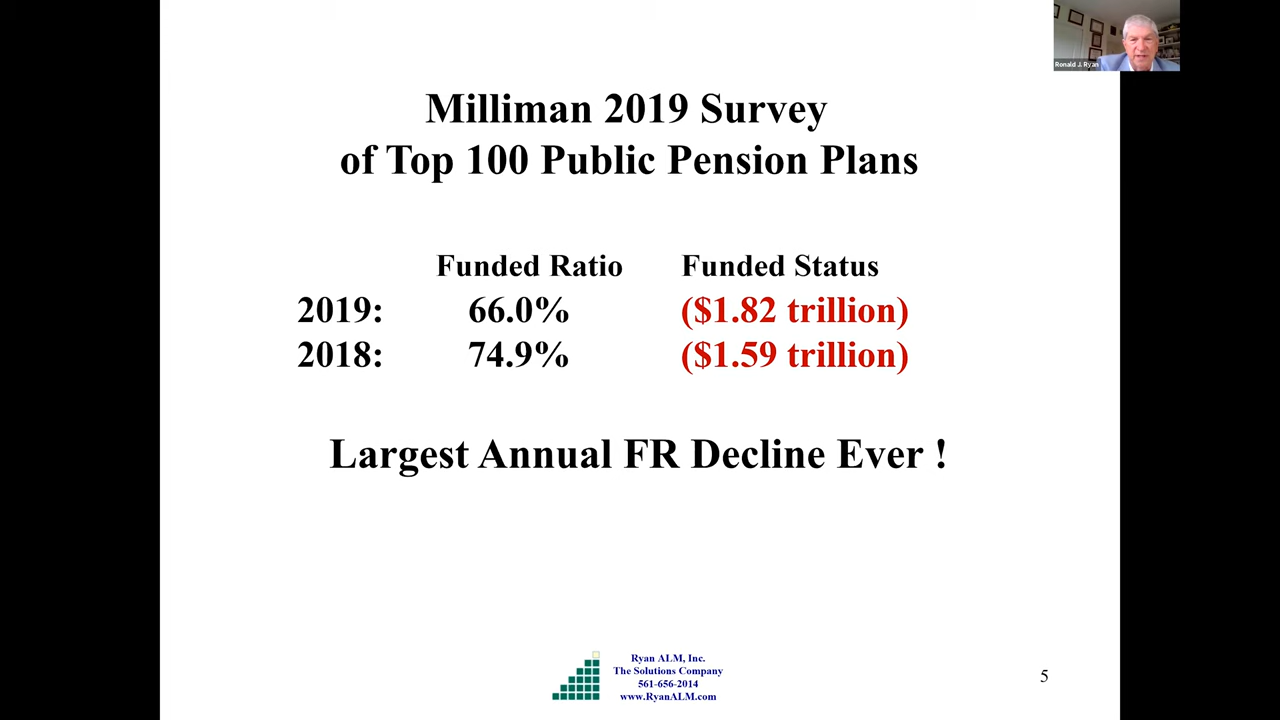 Ronald J. Ryan
Milliman 2019 Survey
of Top 100 Public Pension Plans
Funded Ratio Funded Status
2019: 66.0% ($1.82 trillion)
2018: 74.9% ($1.59 trillion)
Largest Annual FR Decline Ever !
Ryan ALM, Inc.
The Solutions Company
561-656-2014
www.RyanALM.com
5